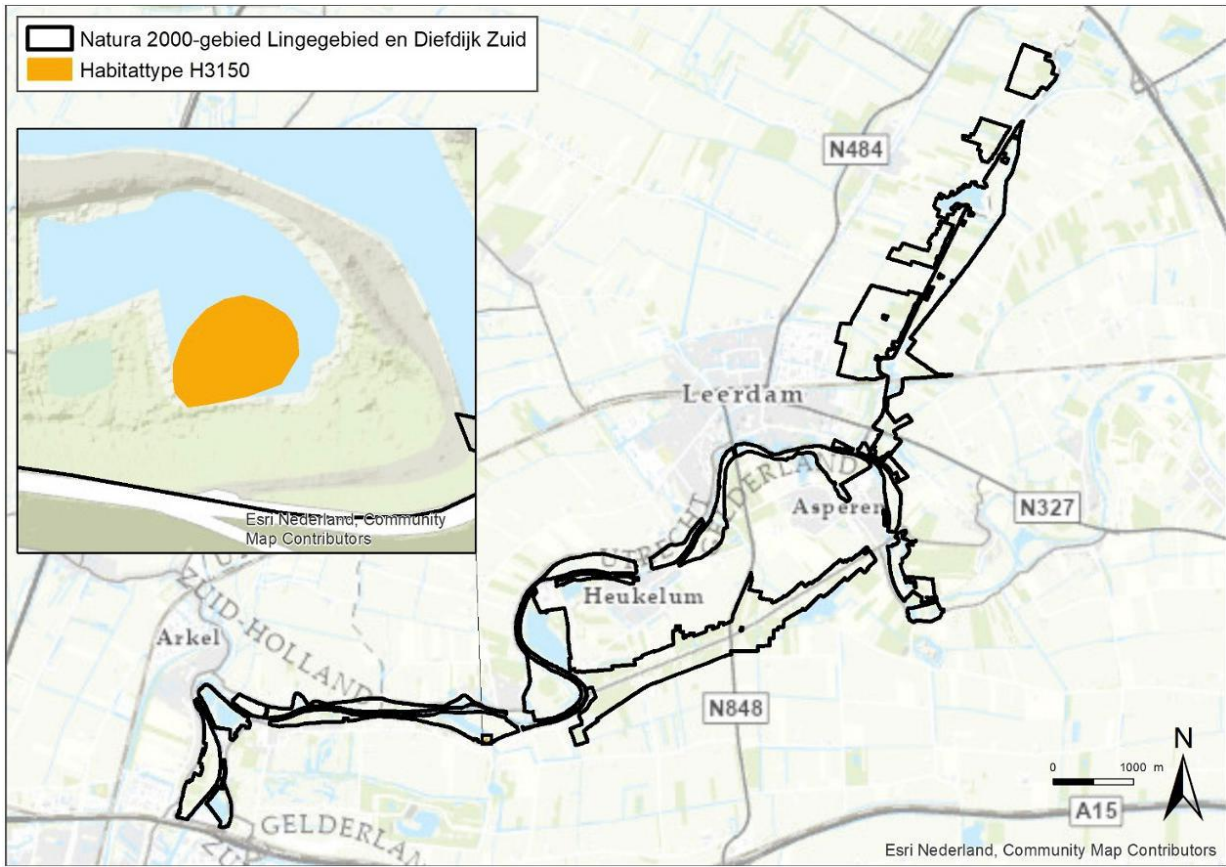 Natura 2000-gebied Lingegebied en Diefdijk Zuid
Habitattype H3150
N484
Leerdam
GELDERLAND
UTRECHT
Asperen
N327
Esri Nederland, Community
Map Contributors
ZUID-HOLLAND
Heukelum
Arkel
N848
N
0 1000 m
A15
GELDERLAN
Esri Nederland, Community Map Contributors